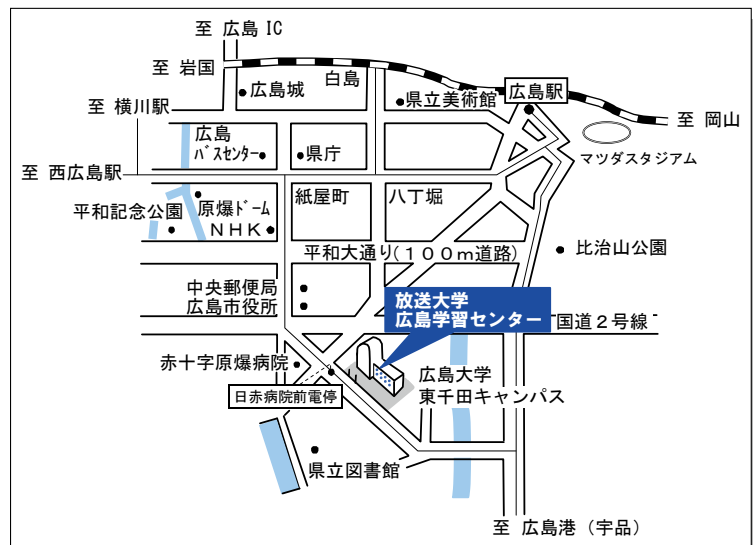 至 広島 IC
至 岩国
白島
広島城
県立美術館
広島駅
至 横川駅
至 岡山
広島
バスセンター
県庁
マツダスタジアム
至 西広島駅
原爆ドーム
紙屋町
八丁堀
平和記念公園
NHK
平和大通り(100m道路)
比治山公園
中央郵便局
広島市役所
放送大学
広島学習センター
国道2号線
赤十字原爆病院
広島大学
東千田キャンパス
日赤病院前電停
県立図書館
至 広島港(宇品)